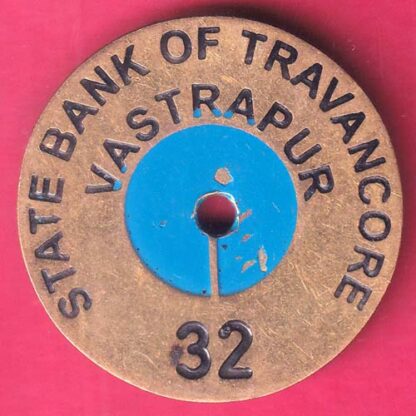 STATE BANK OF TRAVANCORE
VASTRAPUR
32